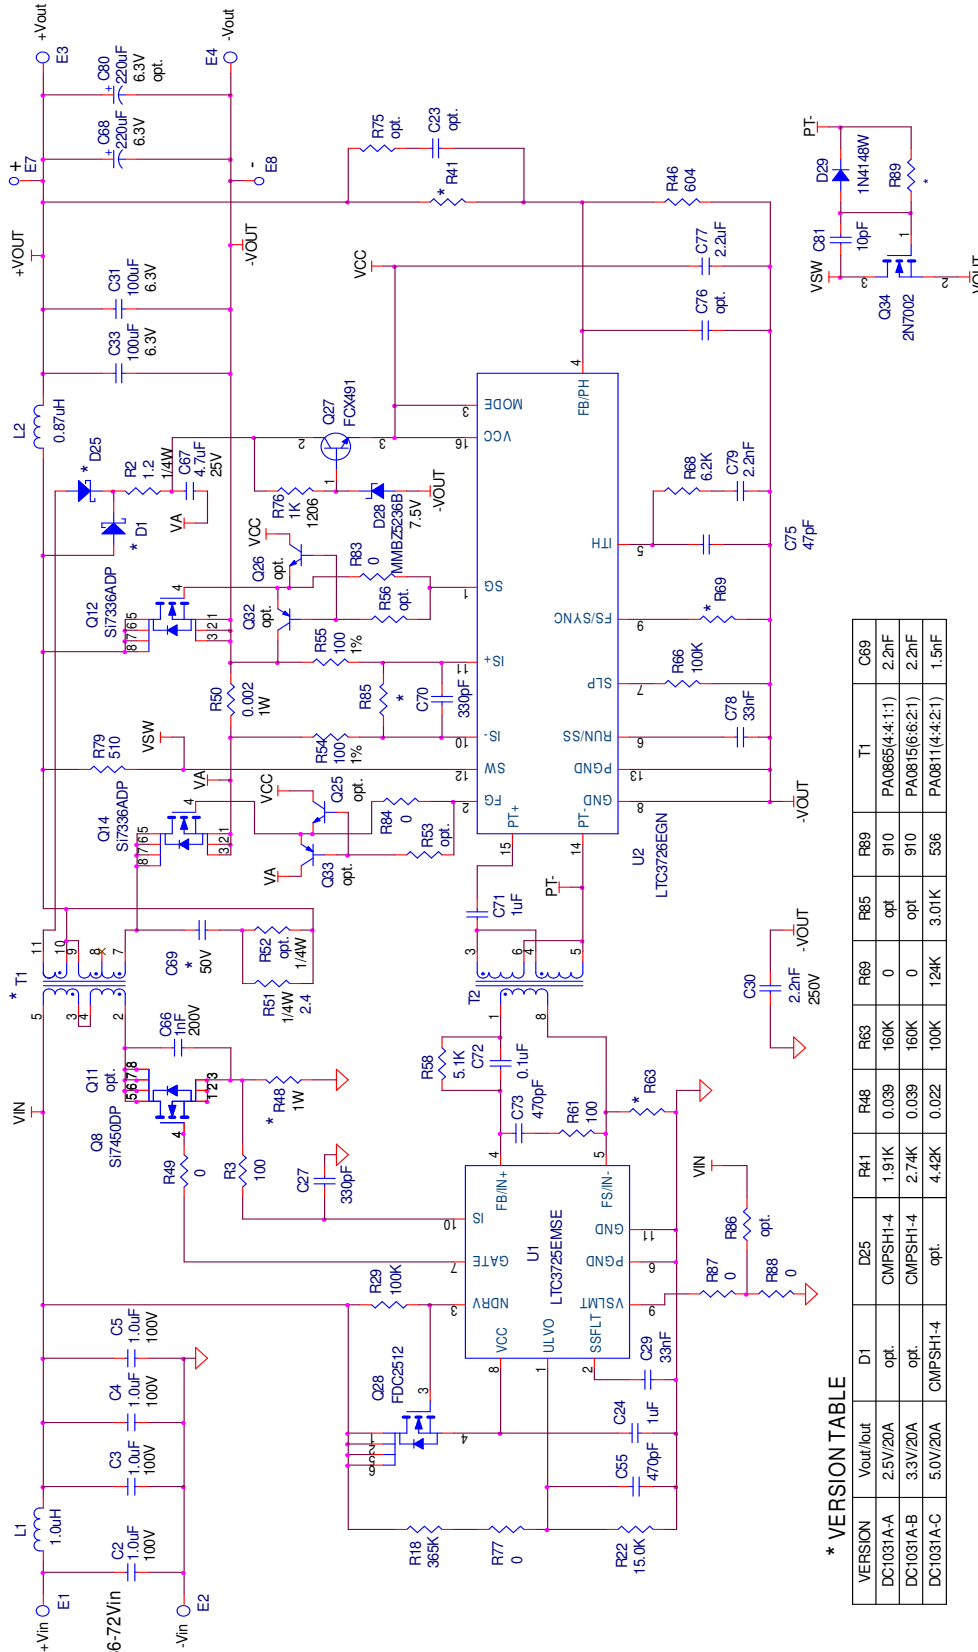 +Vin
E1
36-72Vin
-Vin
E2
C2
1.0uF
100V
L1
1.0uH
C3
1.0uF
100V
C4
1.0uF
100V
C5
1.0uF
100V
VIN
Q8
Si7450DP
Q11
opt.
R49
0
C66
1nF
200V
* T1
R3
100
C27
330pF
* R48
1W
C69
*
50V
R51
1/4W
2.4
R52
opt.
1/4W
Q14
Si7336ADP
R79
510
VSW
VA
Q12
Si7336ADP
R50
0.002
1W
* D1
* D25
R2
1.2
1/4W
C67
4.7uF
25V
VA
L2
0.87uH
C33
100uF
6.3V
C31
100uF
6.3V
+VOUT
-VOUT
E7
+
E8
-
C68
220uF
6.3V
C80
220uF
6.3V
opt.
+Vout
E3
-Vout
E4
R18
365K
R77
0
R22
15.0K
C55
470pF
C24
1uF
C29
33nF
Q28
FDC2512
R29
100K
U1
LTC3725EMSE
NDRV
GATE
IS
VCC
ULVO
SSFLT
VSLMT
PGND
GND
FB/IN+
FS/IN-
R87
0
R88
0
R86
opt.
VIN
R58
5.1K
C72
0.1uF
C73
470pF
R61
100
* R63
T2
C71
1uF
PT-
Q33
opt.
Q25
opt.
VA
VCC
R84
0
R53
opt.
R54
100
1%
R85
*
C70
330pF
R55
100
1%
Q32
opt.
Q26
opt.
VCC
R56
opt.
R83
0
R76
1K
1206
D28
MMBZ5236B
7.5V
-VOUT
Q27
FCX491
VCC
U2
LTC3726EGN
FG
SW
IS-
IS+
SG
VCC
MODE
PT+
PT-
GND
PGND
RUN/SS
SLP
FS/SYNC
ITH
FB/PH
C78
33nF
R66
100K
* R69
C75
47pF
R68
6.2K
C79
2.2nF
C76
opt.
C77
2.2uF
R46
604
* R41
R75
opt.
C23
opt.
-VOUT
C30
2.2nF
250V
-VOUT
VSW
C81
10pF
D29
1N4148W
PT-
R89
*
Q34
2N7002
-VOUT
* VERSION TABLE
VERSION Vout/Iout D1 D25 R41 R48 R63 R69 R85 R89 T1 C69
DC1031A-A 2.5V/20A opt. CMPSH1-4 1.91K 0.039 160K 0 opt 910 PA0865(4:4:1:1) 2.2nF
DC1031A-B 3.3V/20A opt. CMPSH1-4 2.74K 0.039 160K 0 opt 910 PA0815(6:6:2:1) 2.2nF
DC1031A-C 5.0V/20A CMPSH1-4 opt. 4.42K 0.022 100K 124K 3.01K 536 PA0811(4:4:2:1) 1.5nF